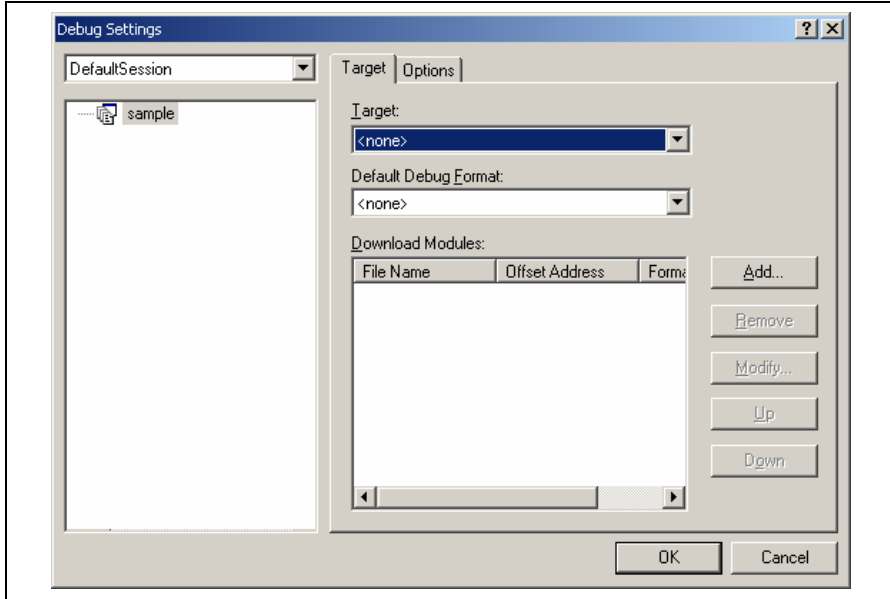 Debug Settings
DefaultSession
sample
Target
Options
Target:
<none>
Default Debug Format:
<none>
Download Modules:
File Name
Offset Address
Forma
Add...
Remove
Modify...
Up
Down
OK
Cancel